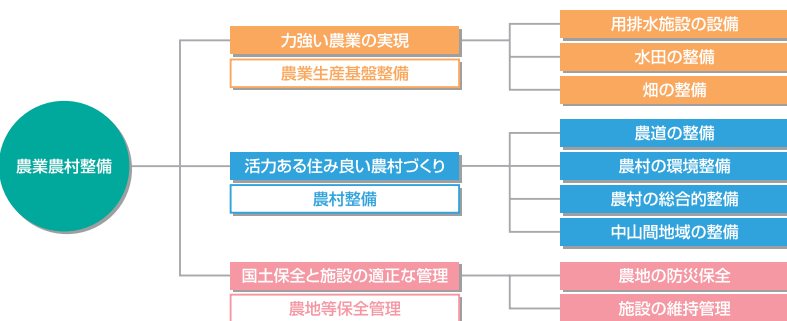 農業農村整備
力強い農業の実現
農業生産基盤整備
用排水施設の設備
水田の整備
畑の整備
活力ある住み良い農村づくり
農村整備
農道の整備
農村の環境整備
農村の総合的整備
中山間地域の整備
国土保全と施設の適正な管理
農地等保全管理
農地の防災保全
施設の維持管理